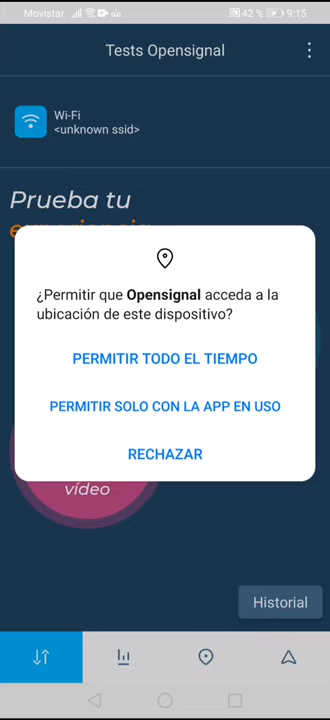 Movistar 42 % 9:15
Tests Opensignal
Wi-Fi
<unknown ssid>
Prueba tu
¿Permitir que Opensignal acceda a la
ubicación de este dispositivo?
PERMITIR TODO EL TIEMPO
PERMITIR SOLO CON LA APP EN USO
RECHAZAR
vídeo
Historial